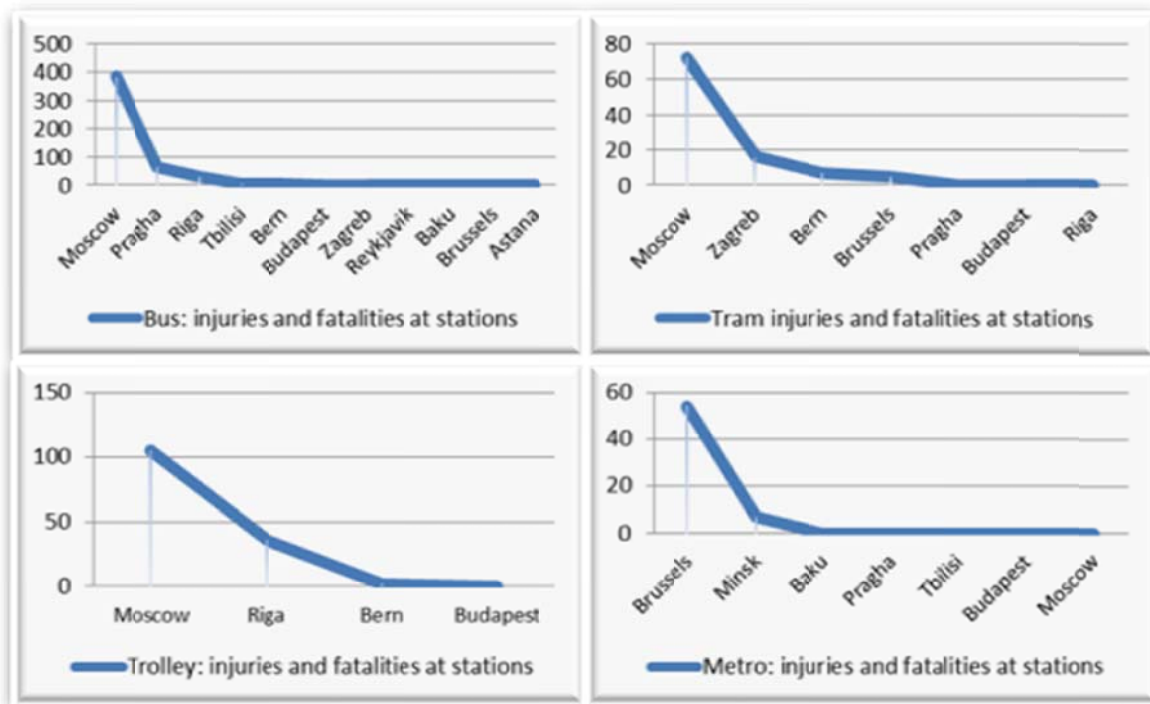 500
400
300
200
100
0
Moscow
Pragha
Riga
Tbilisi
Bern
Budapest
Zagreb
Reykjavik
Baku
Brussels
Astana
Bus: injuries and fatalities at stations
80
60
40
20
0
Moscow
Zagreb
Bern
Brussels
Pragha
Budapest
Riga
Tram injuries and fatalities at stations
150
100
50
0
Moscow
Riga
Bern
Budapest
Trolley: injuries and fatalities at stations
60
40
20
0
Brussels
Minsk
Baku
Pragha
Tbilisi
Budapest
Moscow
Metro: injuries and fatalities at stations